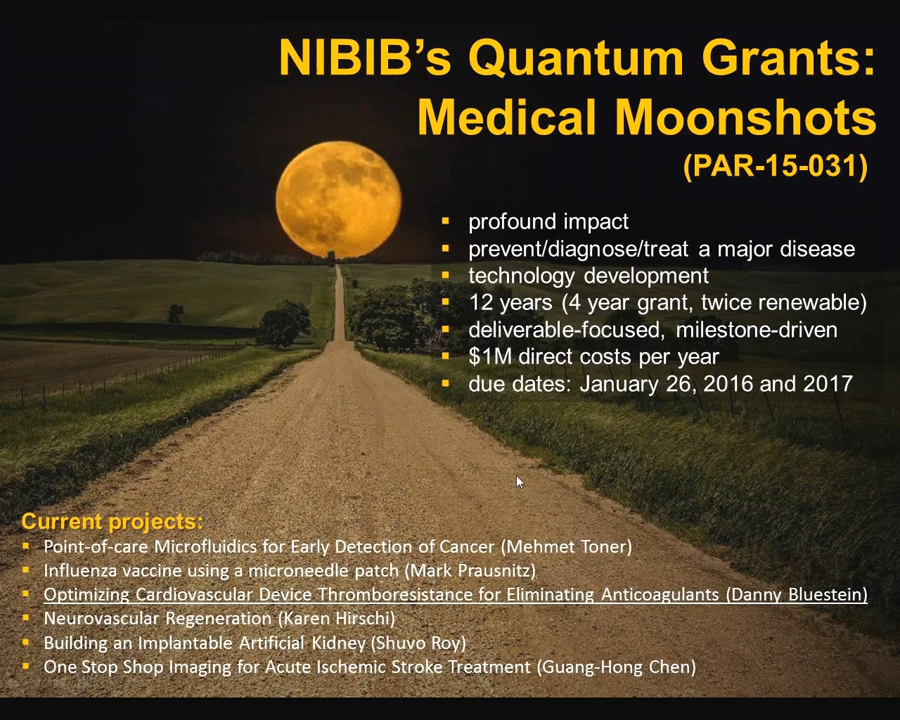 NIBIB's Quantum Grants:
Medical Moonshots
(PAR-15-031)
▪ profound impact
▪ prevent/diagnose/treat a major disease
▪ technology development
▪ 12 years (4 year grant, twice renewable)
▪ deliverable-focused, milestone-driven
▪ $1M direct costs per year
▪ due dates: January 26, 2016 and 2017
Current projects:
▪ Point-of-care Microfluidics for Early Detection of Cancer (Mehmet Toner)
▪ Influenza vaccine using a microneedle patch (Mark Prausnitz)
▪ Optimizing Cardiovascular Device Thromboresistance for Eliminating Anticoagulants (Danny Bluestein)
▪ Neurovascular Regeneration (Karen Hirschi)
▪ Building an Implantable Artificial Kidney (Shuvo Roy)
▪ One Stop Shop Imaging for Acute Ischemic Stroke Treatment (Guang-Hong Chen)